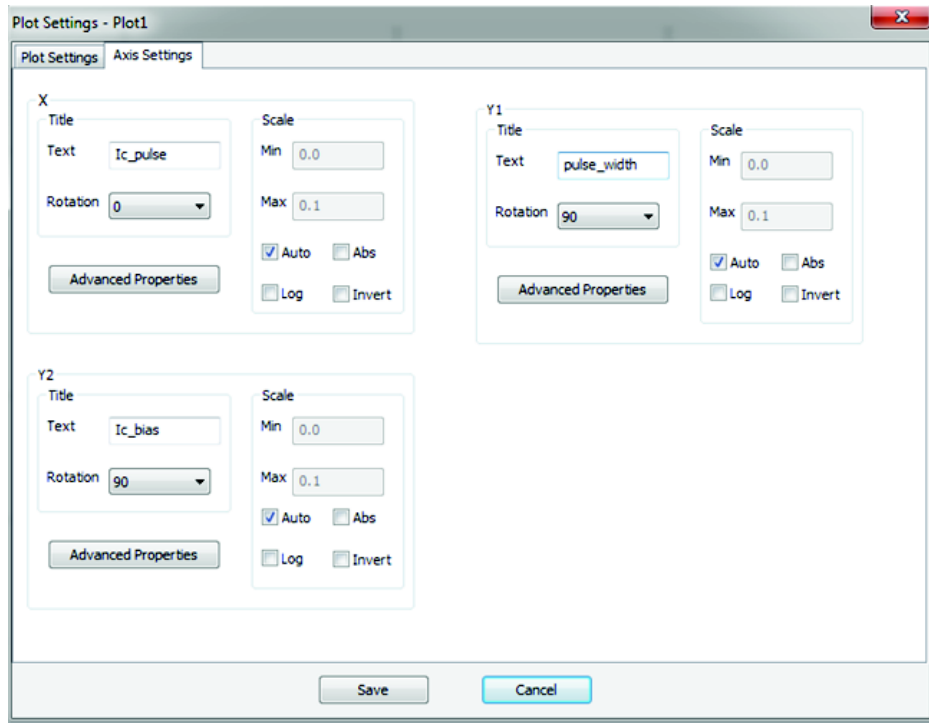 Plot Settings - Plot1
Plot Settings Axis Settings
X
Title
Text Ic_pulse
Rotation 0
Advanced Properties
Scale
Min 0.0
Max 0.1
Auto Abs
Log Invert
Y1
Title
Text pulse_width
Rotation 90
Advanced Properties
Scale
Min 0.0
Max 0.1
Auto Abs
Log Invert
Y2
Title
Text Ic_bias
Rotation 90
Advanced Properties
Scale
Min 0.0
Max 0.1
Auto Abs
Log Invert
Save Cancel